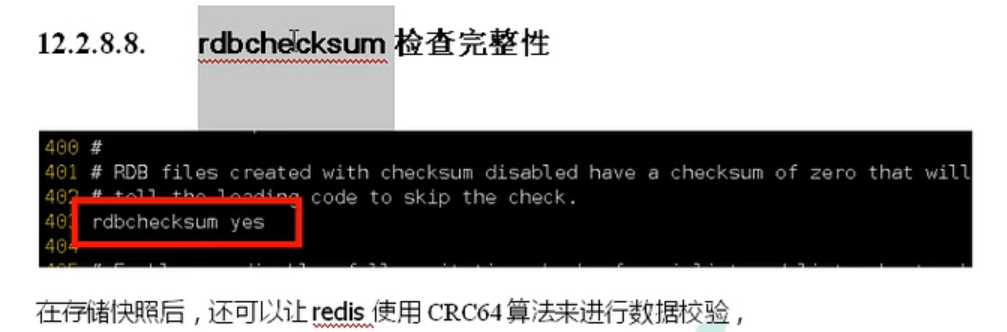 12.2.8.8. rdbchecksum 检查完整性
400 #
401 # RDB files created with checksum disabled have a checksum of zero that will
402 # tell the loading code to skip the check.
403 rdbchecksum yes
404
在存储快照后，还可以让 redis 使用 CRC64 算法来进行数据校验，